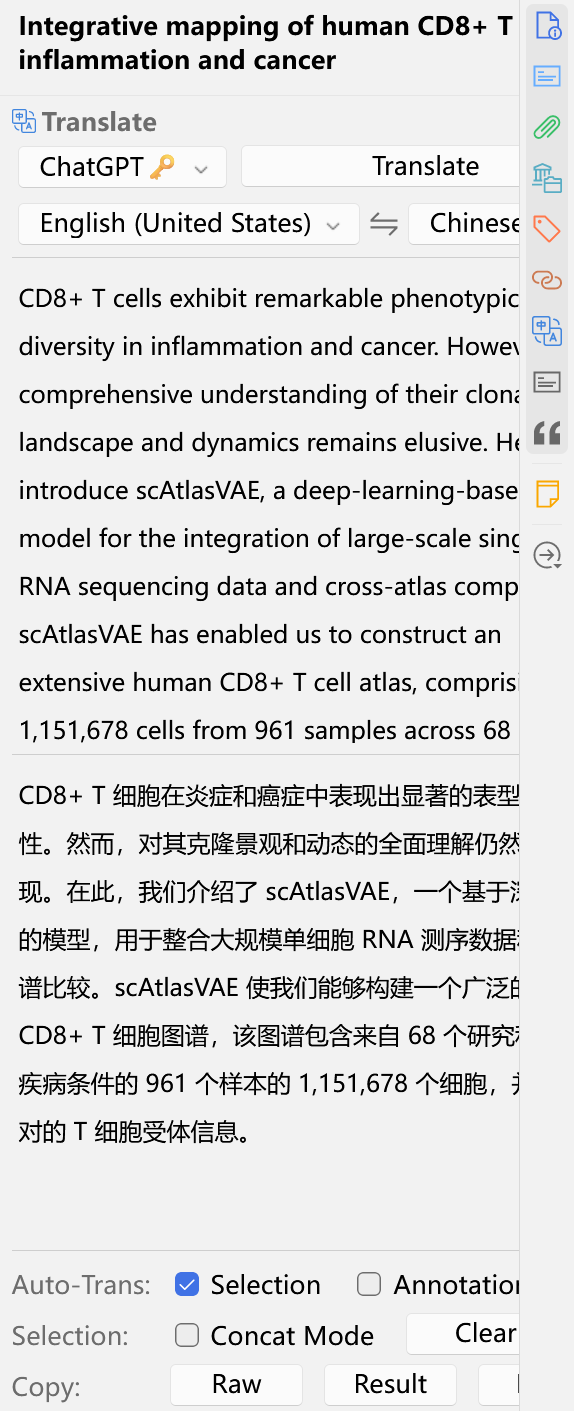 Integrative mapping of human CD8+ T
inflammation and cancer
Translate
ChatGPT🔑 Translate
English (United States) Chinese
CD8+ T cells exhibit remarkable phenotypic
diversity in inflammation and cancer.
comprehensive understanding of their
landscape and dynamics remains elusive.
introduce scAtlasVAE, a
model for the integration of large-scale
RNA sequencing data and cross-atlas
scAtlasVAE has enabled us to construct an
extensive human CD8+ T cell atlas,
1,151,678 cells from 961 samples across 68
CD8+ T 细胞在炎症和癌症中表现出显著的表型
性。然而，对其克隆景观和动态的全面理解仍然
现。在此，我们介绍了 scAtlasVAE，一个基于
的模型，用于整合大规模单细胞 RNA 测序数据
谱比较。scAtlasVAE 使我们能够构建一个广泛的
CD8+ T 细胞图谱，该图谱包含来自 68 个研究
疾病条件的 961 个样本的 1,151,678 个细胞，
对的 T 细胞受体信息。
Auto-Trans: Selection Annotation
Selection: Concat Mode Clear
Copy: Raw Result